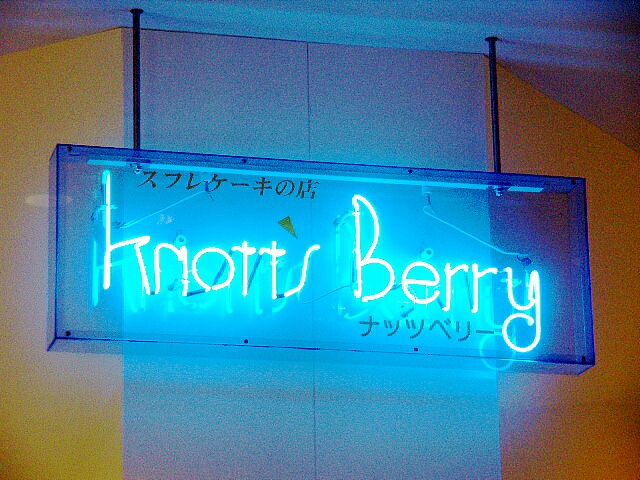 スフレケーキの店
Knotts Berry
ナッツベリー